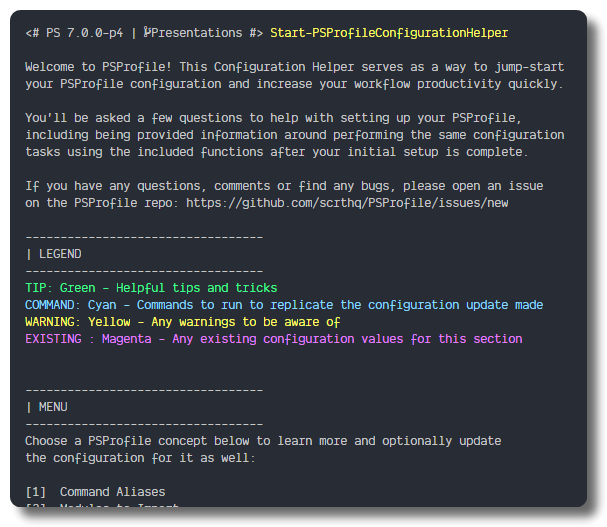 <# PS 7.0.0-p4 | Presentations #> Start-PSProfileConfigurationHelper
Welcome to PSProfile! This Configuration Helper serves as a way to jump-start
your PSProfile configuration and increase your workflow productivity quickly.
You'll be asked a few questions to help with setting up your PSProfile,
including being provided information around performing the same configuration
tasks using the included functions after your initial setup is complete.
If you have any questions, comments or find any bugs, please open an issue
on the PSProfile repo: https://github.com/scrthq/PSProfile/issues/new
----------------------------------
| LEGEND
----------------------------------
TIP: Green - Helpful tips and tricks
COMMAND: Cyan - Commands to run to replicate the configuration update made
WARNING: Yellow - Any warnings to be aware of
EXISTING : Magenta - Any existing configuration values for this section
----------------------------------
| MENU
----------------------------------
Choose a PSProfile concept below to learn more and optionally update
the configuration for it as well:
[1]  Command Aliases